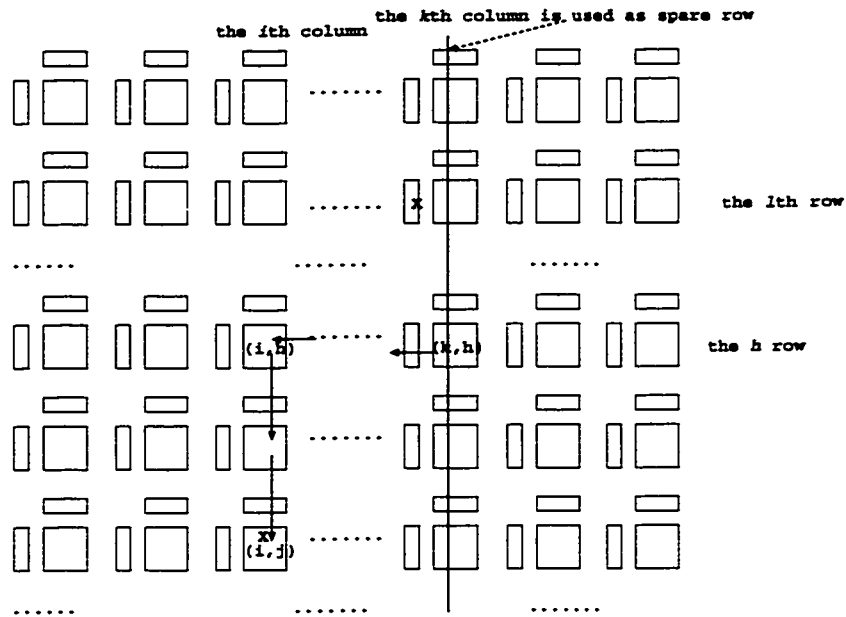 the kth column is used as spare row
the ith column
x
the lth row
(i,h)
(k,h)
the h row
x
(i,j)